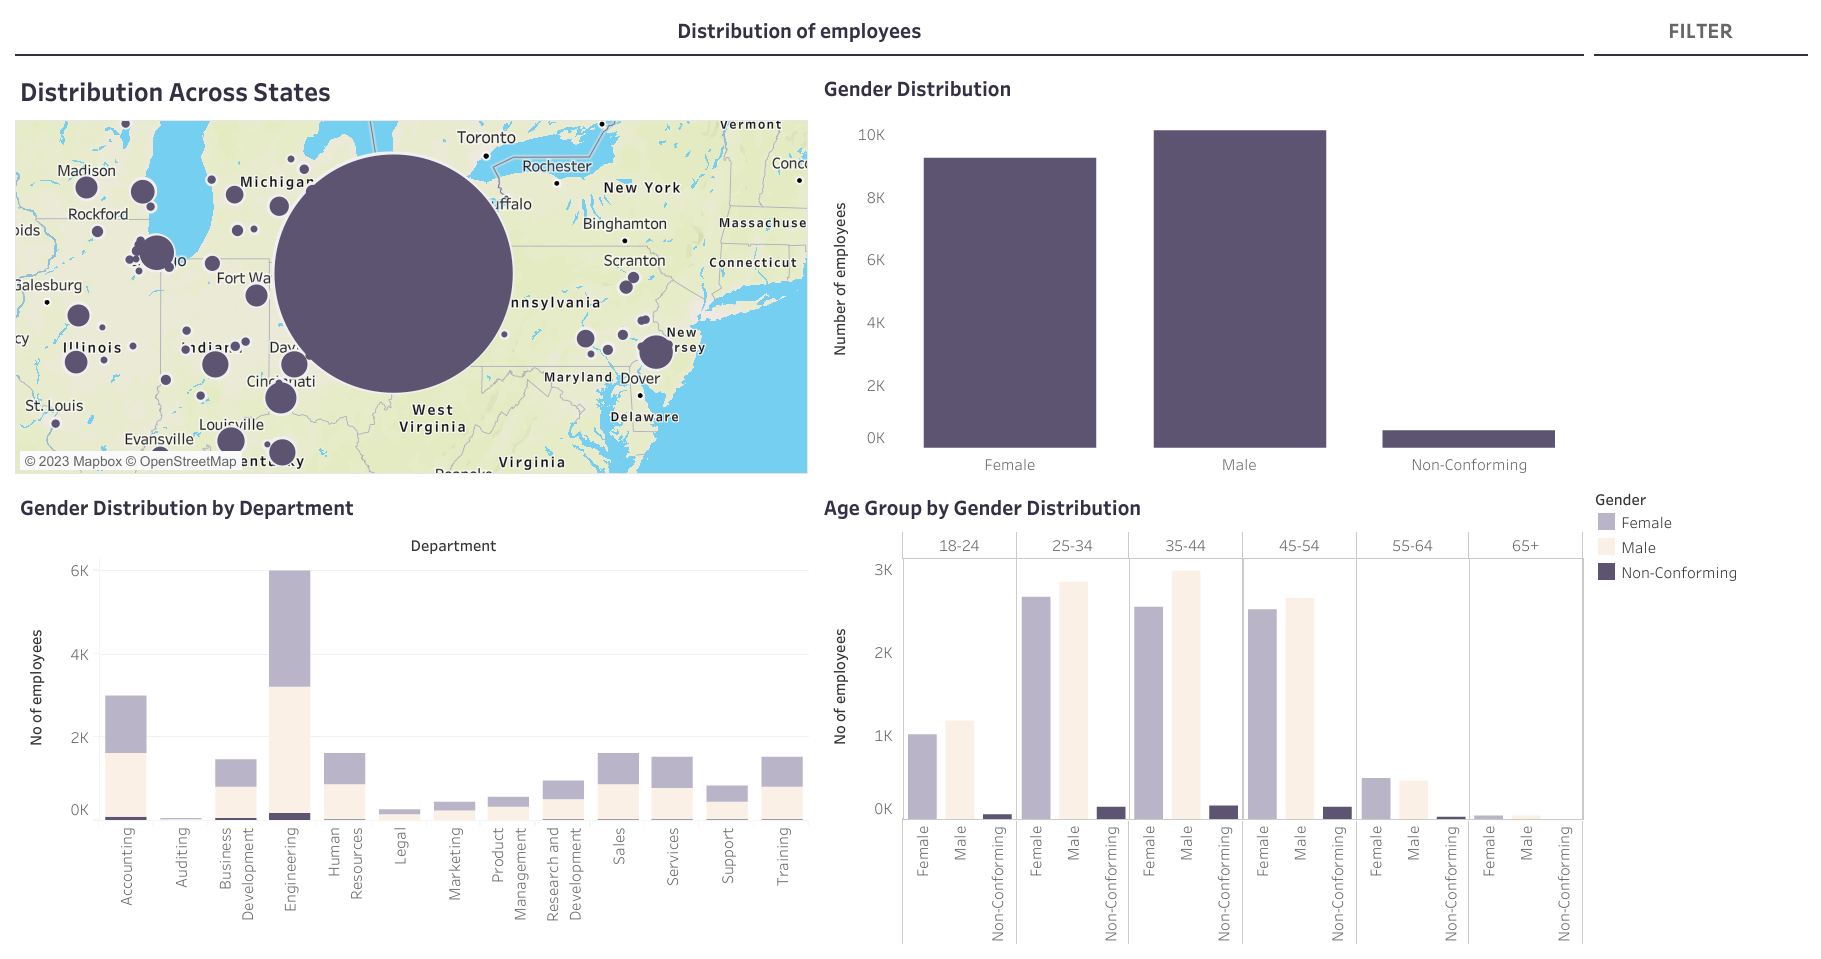 Distribution of employees
FILTER
Distribution Across States
Toronto
Vermont
Rochester
Conc
Madison
Michigan
New York
uffalo
Rockford
Binghamton
Massachuse
oids
Scranton
Connecticut
Fort Wa
Galesburg
nnsylvania
New
rsey
cy
Illinois
Indian
Day
Maryland
Dover
Cincinnati
St. Louis
West
Virginia
Delaware
Louisville
Evansville
entucky
Virginia
Roanoke
© 2023 Mapbox © OpenStreetMap
Gender Distribution
Number of employees
10K
8K
6K
4K
2K
0K
Female
Male
Non-Conforming
Gender Distribution by Department
Department
No of employees
6K
4K
2K
0K
Accounting
Auditing
Business
Development
Engineering
Human
Resources
Legal
Marketing
Product
Management
Research and
Development
Sales
Services
Support
Training
Age Group by Gender Distribution
18-24
25-34
35-44
45-54
55-64
65+
No of employees
3K
2K
1K
0K
Female
Male
Non-Conforming
Female
Male
Non-Conforming
Female
Male
Non-Conforming
Female
Male
Non-Conforming
Female
Male
Non-Conforming
Female
Male
Non-Conforming
Gender
Female
Male
Non-Conforming